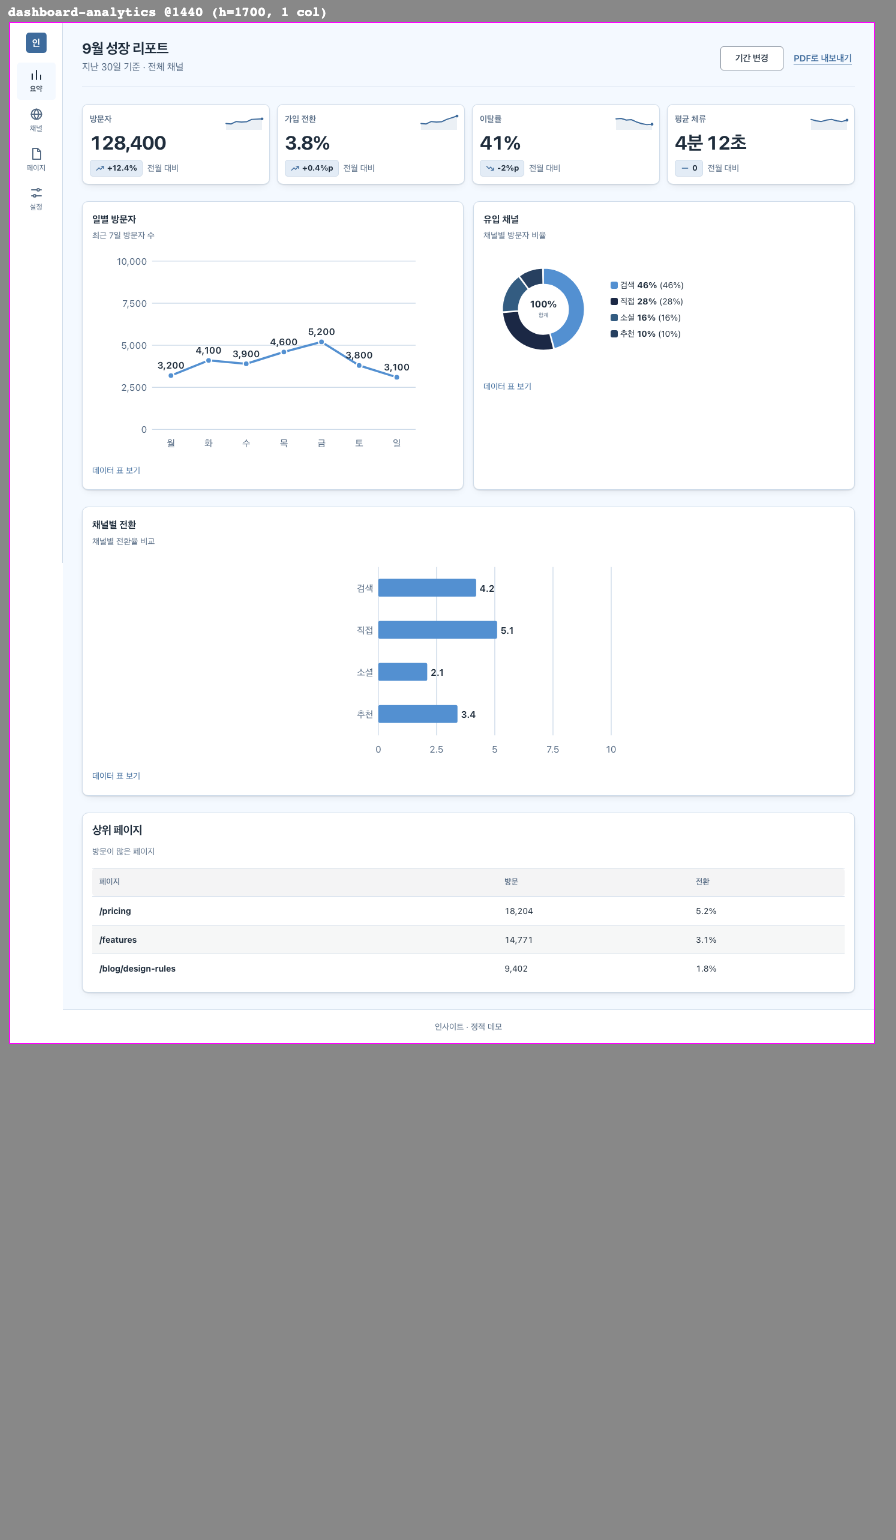 dashboard-analytics @1440 (h=1700, 1 col)
인
요약
채널
페이지
설정
9월 성장 리포트
지난 30일 기준 · 전체 채널
기간 변경
PDF로 내보내기
방문자
128,400
+12.4% 전월 대비
가입 전환
3.8%
+0.4%p 전월 대비
이탈률
41%
-2%p 전월 대비
평균 체류
4분 12초
0 전월 대비
일별 방문자
최근 7일 방문자 수
10,000
7,500
5,000
2,500
0
3,200
4,100
3,900
4,600
5,200
3,800
3,100
월 화 수 목 금 토 일
데이터 표 보기
유입 채널
채널별 방문자 비율
100%
합계
검색 46% (46%)
직접 28% (28%)
소셜 16% (16%)
추천 10% (10%)
데이터 표 보기
채널별 전환
채널별 전환율 비교
검색 4.2
직접 5.1
소셜 2.1
추천 3.4
0 2.5 5 7.5 10
데이터 표 보기
상위 페이지
방문이 많은 페이지
페이지 방문 전환
/pricing 18,204 5.2%
/features 14,771 3.1%
/blog/design-rules 9,402 1.8%
인사이트 · 정적 데모